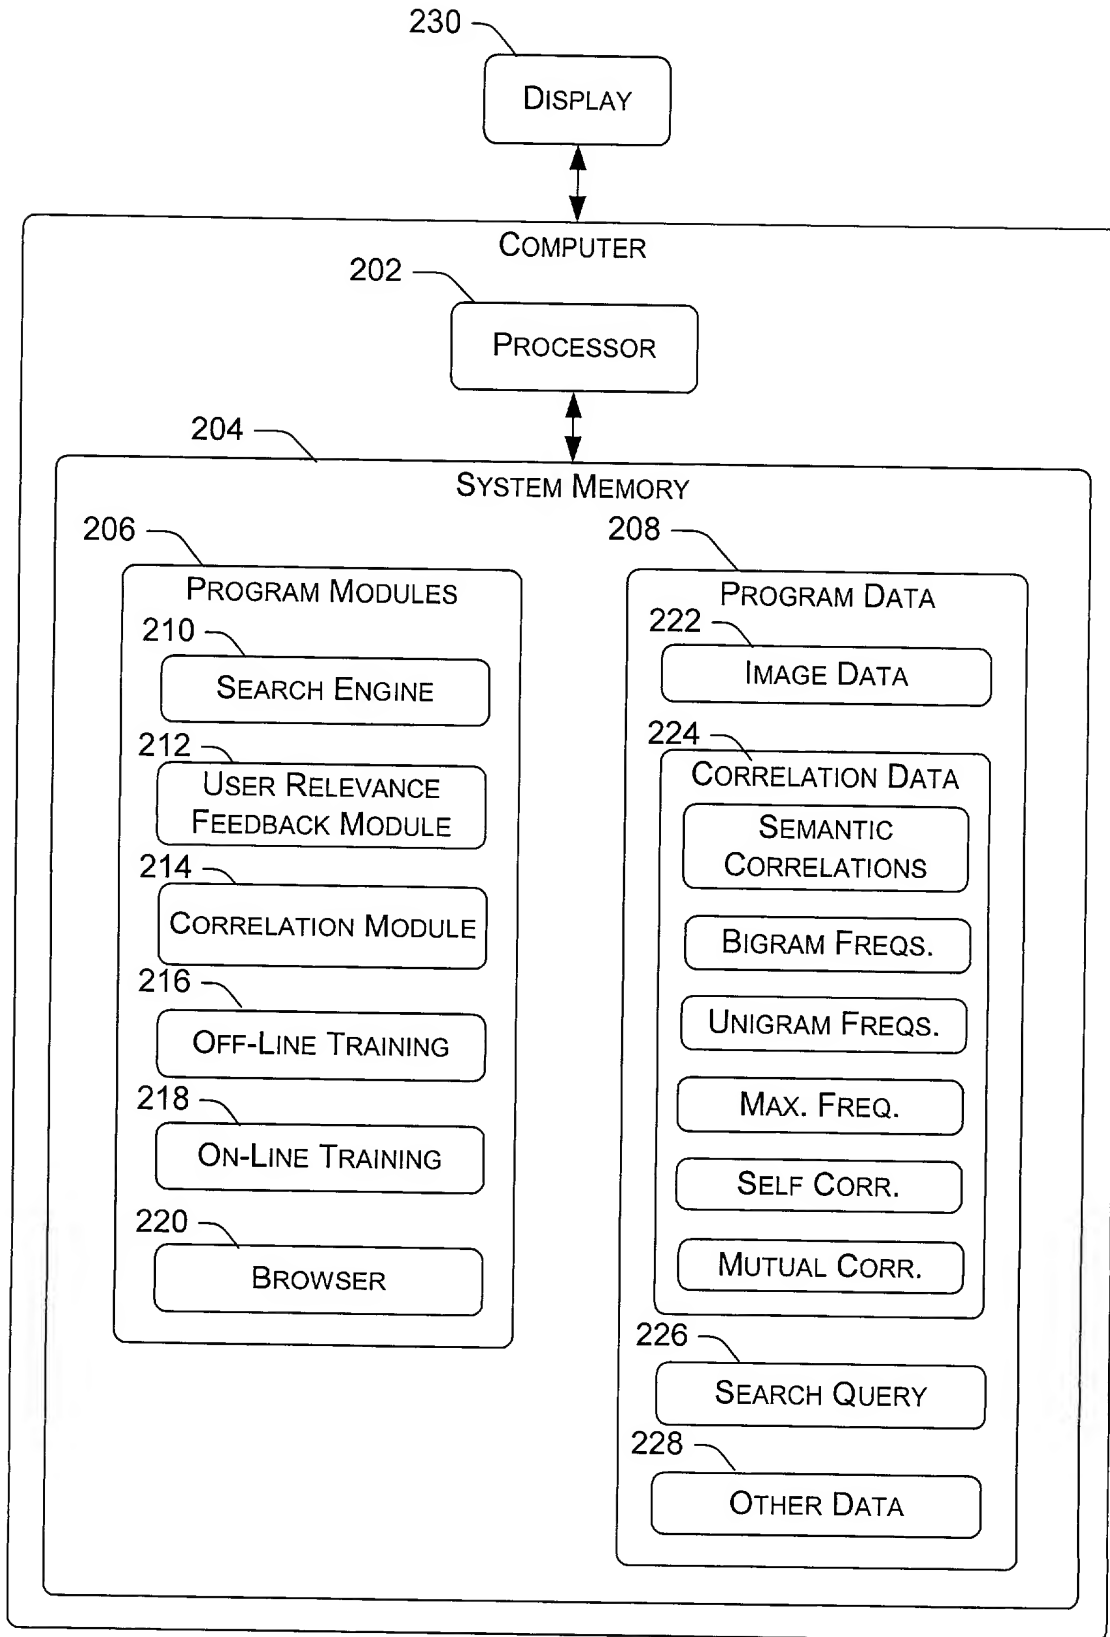 230
DISPLAY
COMPUTER
202
PROCESSOR
204
SYSTEM MEMORY
206
PROGRAM MODULES
210
SEARCH ENGINE
212
USER RELEVANCE
FEEDBACK MODULE
214
CORRELATION MODULE
216
OFF-LINE TRAINING
218
ON-LINE TRAINING
220
BROWSER
208
PROGRAM DATA
222
IMAGE DATA
224
CORRELATION DATA
SEMANTIC
CORRELATIONS
BIGRAM FREQS.
UNIGRAM FREQS.
MAX. FREQ.
SELF CORR.
MUTUAL CORR.
226
SEARCH QUERY
228
OTHER DATA